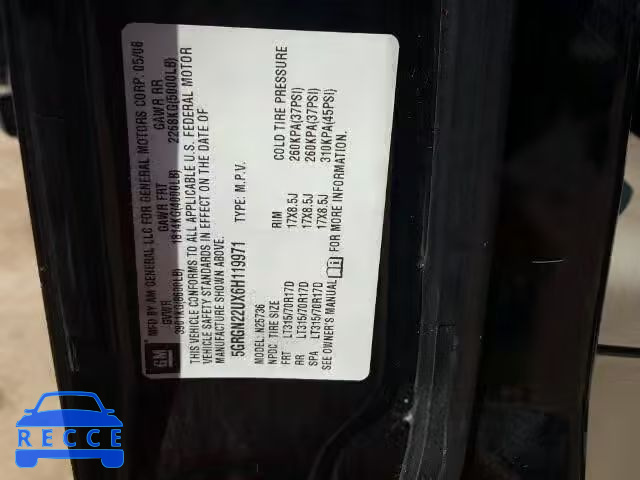 GM
MFD BY AM GENERAL LLC FOR GENERAL MOTORS CORP. 05/06
GVWR GAWR FRT GAWR RR
3901KG(8600LB) 1814KG(4000LB) 2268KG(5000LB)
THIS VEHICLE CONFORMS TO ALL APPLICABLE U.S. FEDERAL MOTOR
VEHICLE SAFETY STANDARDS IN EFFECT ON THE DATE OF
MANUFACTURE SHOWN ABOVE.
5GRGN22UX6H119971 TYPE: M.P.V.
MODEL: N25736
NPDC TIRE SIZE RIM COLD TIRE PRESSURE
FRT LT315/70R17D 17X8.5J 260KPA(37PSI)
RR LT315/70R17D 17X8.5J 260KPA(37PSI)
SPA LT315/70R17D 17X8.5J 310KPA(45PSI)
SEE OWNER'S MANUAL FOR MORE INFORMATION.
RECCE